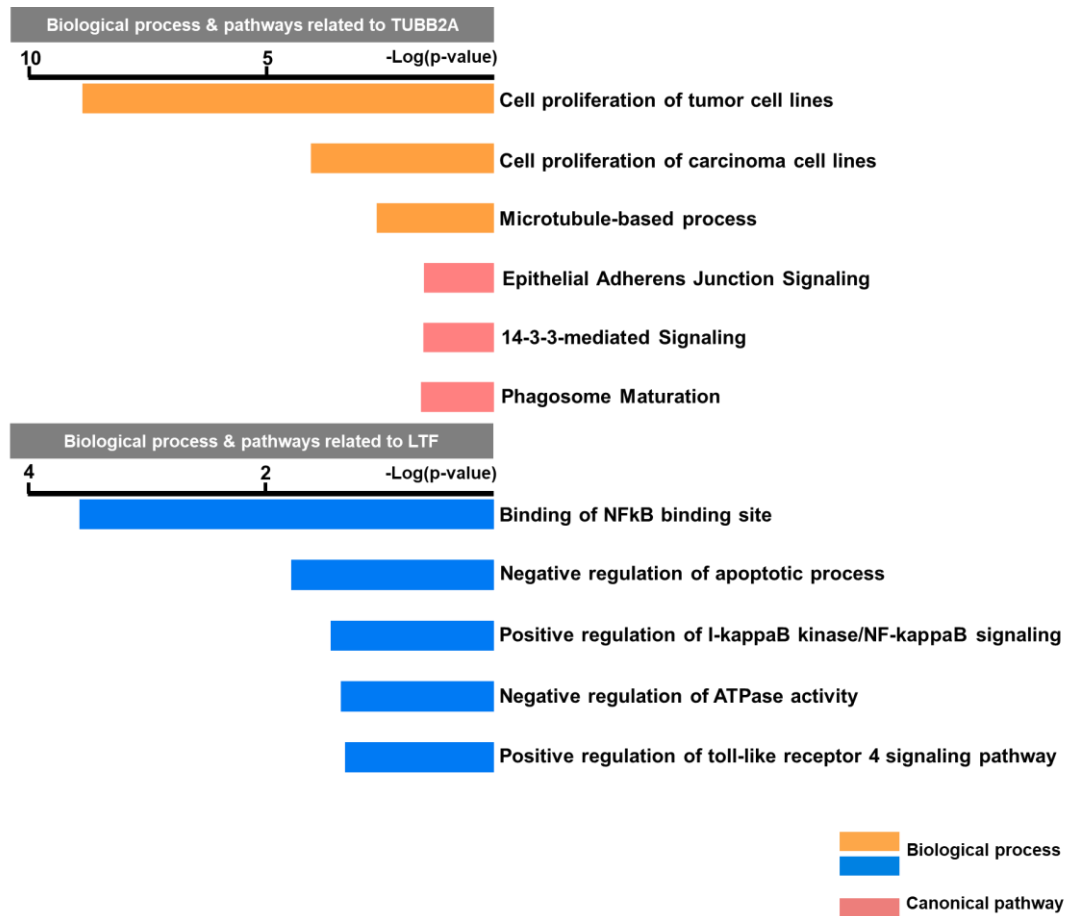 Biological process & pathways related to TUBB2A
10 5 -Log(p-value)
Cell proliferation of tumor cell lines
Cell proliferation of carcinoma cell lines
Microtubule-based process
Epithelial Adherens Junction Signaling
14-3-3-mediated Signaling
Phagosome Maturation
Biological process & pathways related to LTF
4 2 -Log(p-value)
Binding of NFkB binding site
Negative regulation of apoptotic process
Positive regulation of I-kappaB kinase/NF-kappaB signaling
Negative regulation of ATPase activity
Positive regulation of toll-like receptor 4 signaling pathway
Biological process
Canonical pathway